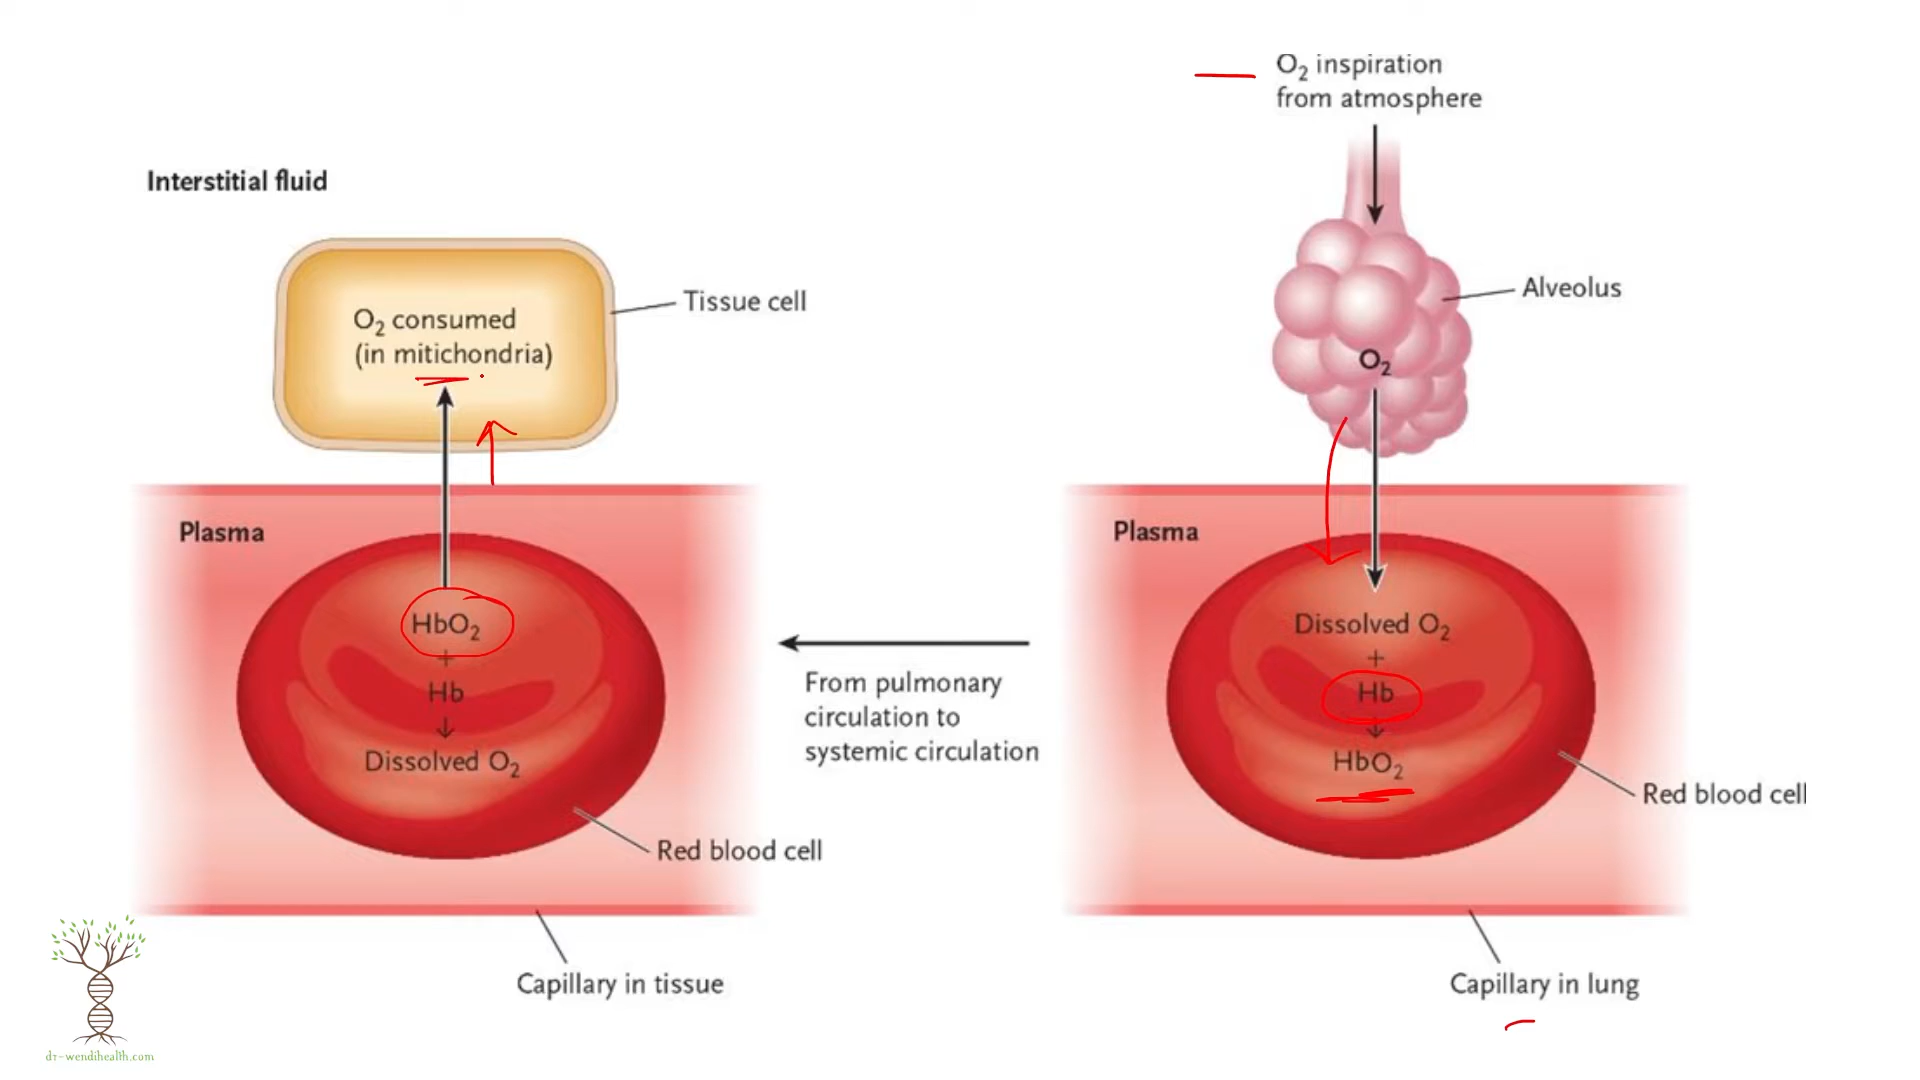 O₂ inspiration
from atmosphere
Interstitial fluid
Alveolus
Tissue cell
O₂ consumed
(in mitichondria)
O₂
Plasma
HbO₂
+
Hb
↓
Dissolved O₂
Red blood cell
Capillary in tissue
From pulmonary
circulation to
systemic circulation
Plasma
Dissolved O₂
+
Hb
↓
HbO₂
Red blood cell
Capillary in lung
dr-wendihealth.com